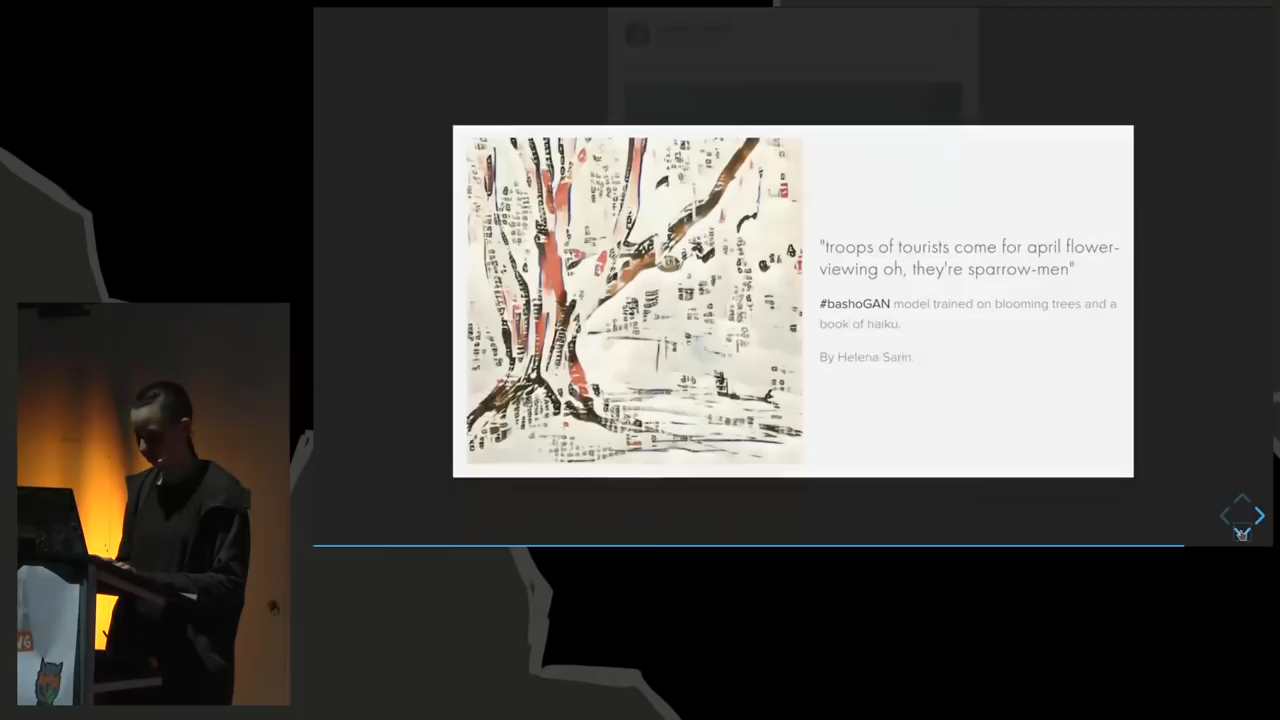 "troops of tourists come for april flower-
viewing oh, they're sparrow-men"
#bashoGAN model trained on blooming trees and a
book of haiku.
By Helena Sarin.
NG